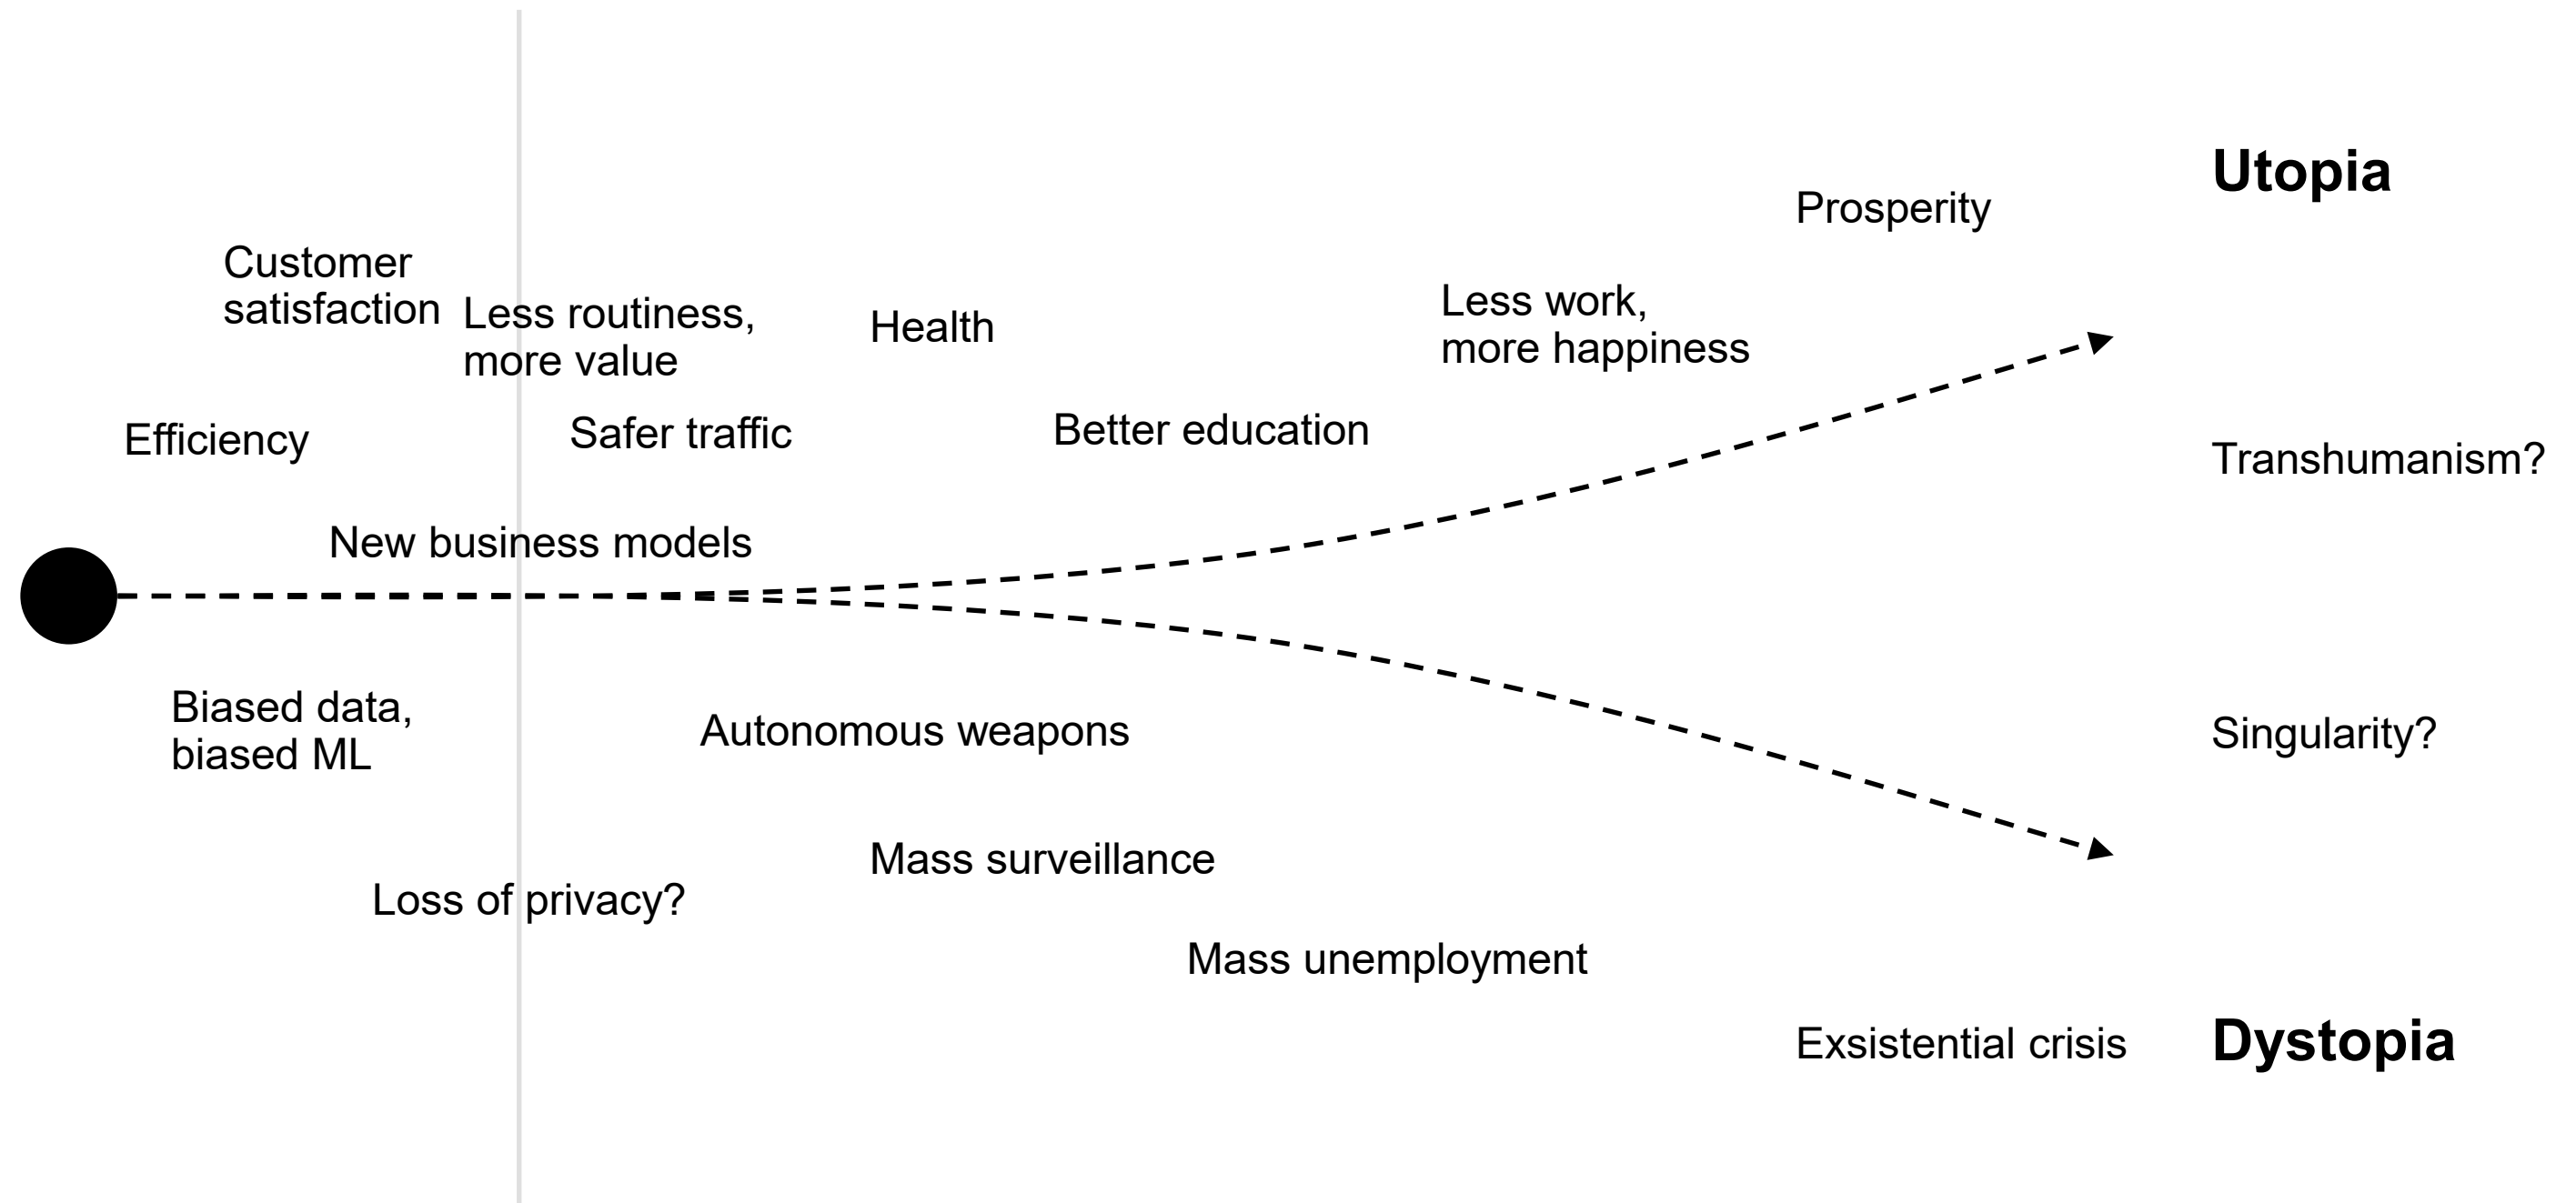 Utopia
Prosperity
Customer
satisfaction
Less routiness,
more value
Health
Less work,
more happiness
Efficiency
Safer traffic
Better education
Transhumanism?
New business models
Biased data,
biased ML
Autonomous weapons
Singularity?
Mass surveillance
Loss of privacy?
Mass unemployment
Exsistential crisis
Dystopia